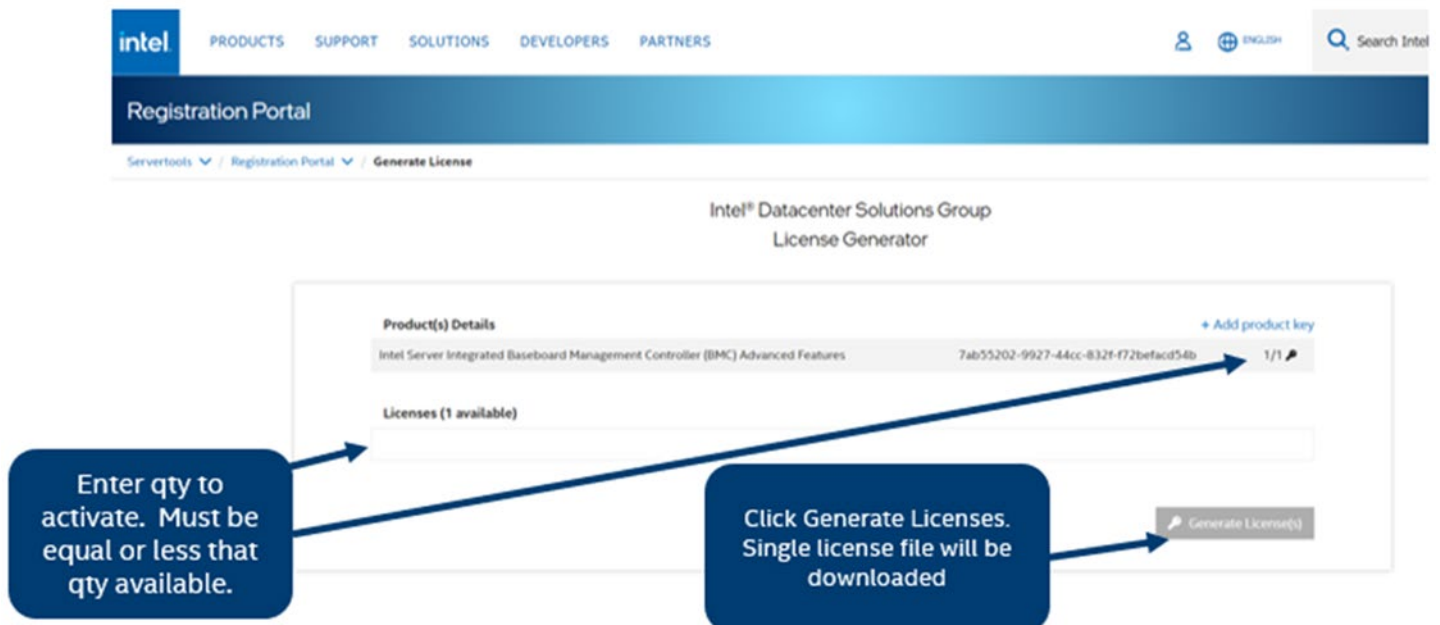 intel.
PRODUCTS SUPPORT SOLUTIONS DEVELOPERS PARTNERS
ENGLISH
Search Intel
Registration Portal
Servertools / Registration Portal / Generate License
Intel® Datacenter Solutions Group
License Generator
Product(s) Details
+ Add product key
Intel Server Integrated Baseboard Management Controller (BMC) Advanced Features 7ab55202-9927-44cc-832f-f72befacd54b 1/1
Licenses (1 available)
Enter qty to
activate. Must be
equal or less that
qty available.
Click Generate Licenses.
Single license file will be
downloaded
Generate License(s)